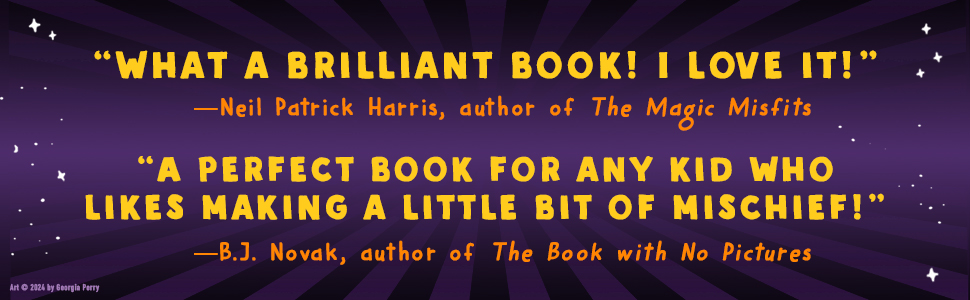 “WHAT A BRILLIANT BOOK! I LOVE IT!”
—Neil Patrick Harris, author of The Magic Misfits
“A PERFECT BOOK FOR ANY KID WHO
LIKES MAKING A LITTLE BIT OF MISCHIEF!”
—B.J. Novak, author of The Book with No Pictures
Art © 2024 by Georgia Perry